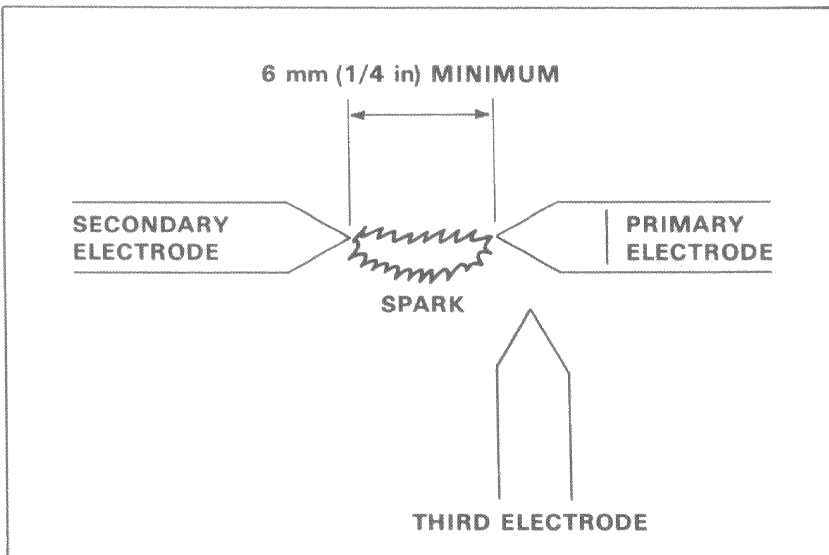 6 mm (1/4 in) MINIMUM
SECONDARY
ELECTRODE
PRIMARY
ELECTRODE
SPARK
THIRD ELECTRODE